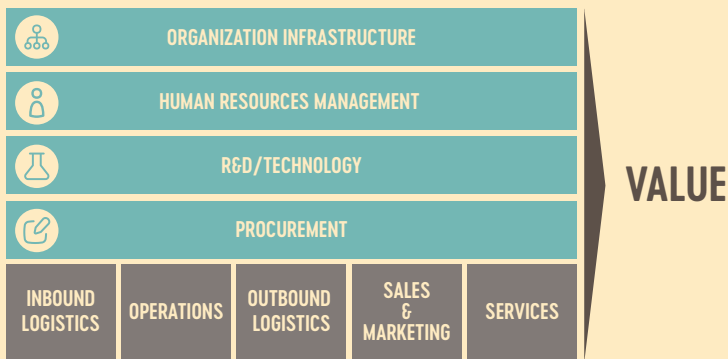 ORGANIZATION INFRASTRUCTURE
HUMAN RESOURCES MANAGEMENT
R&D/TECHNOLOGY
PROCUREMENT
VALUE
INBOUND
LOGISTICS
OPERATIONS
OUTBOUND
LOGISTICS
SALES
&
MARKETING
SERVICES